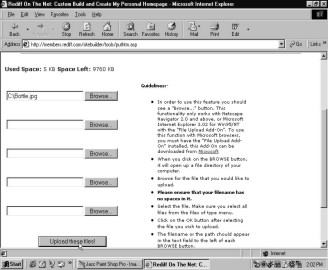 Rediff On The Net: Custom Build and Create My Personal Homepage - Microsoft Internet Explorer
File Edit View Favorites Tools Help
Back Stop Refresh Home Search Favorites History Mail Print Edit
Address http://members.rediff.com/sitebuilder/tools/putfrm.asp Go Links
Used Space: 5 KB Space Left: 9760 KB
Guidelines-
C:\Bottle.jpg Browse...
Browse...
Browse...
Browse...
Browse...
In order to use this feature you should
see a "Browse..." button. This
functionality only works with Netscape
Navigator 2.0 and above, or Microsoft
Internet Explorer 3.02 for Win95/NT
with the "File Upload Add-On". To use
this function with Microsoft browsers,
you must have the "File Upload Add-
On" installed, this Add-On can be
downloaded from Microsoft.
When you click on the BROWSE button,
it will open up a file directory of your
computer.
Browse for the file that you would like to
upload.
Please ensure that your filename has
no spaces in it.
Select the file. Make sure you select all
files from the files of type menu.
Click on the OK button after selecting
the file you wish to upload.
The filename or the path should appear
in the text field to the left of each
BROWSE button.
Upload these files!
Internet
Start Jasc Paint Shop Pro - Ima... Rediff On The Net: C... 2:02 PM